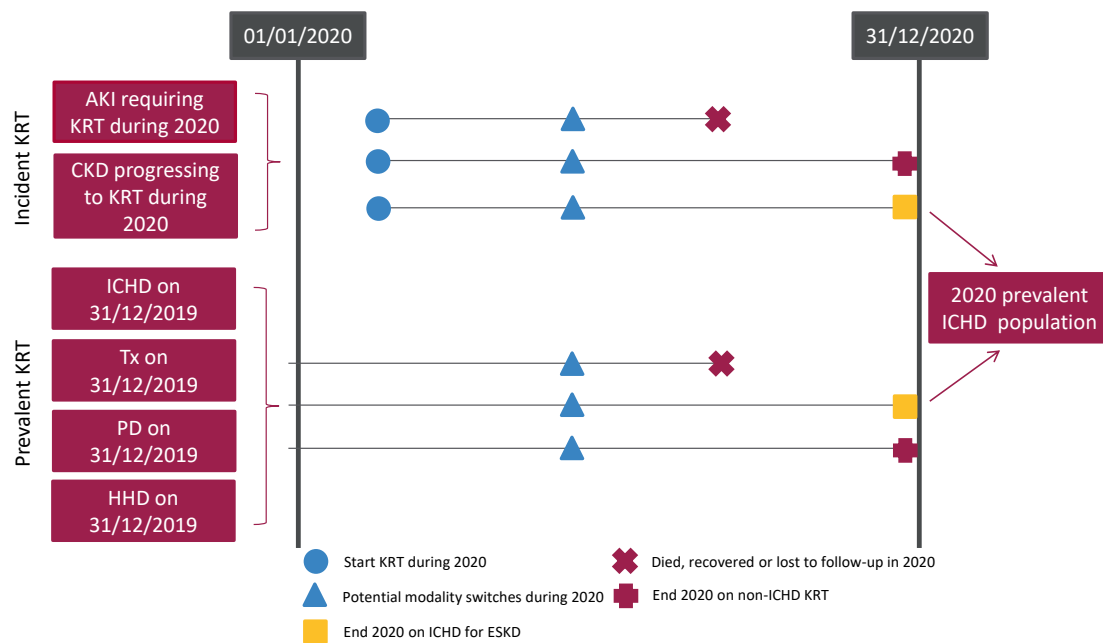 01/01/2020
31/12/2020
Incident KRT
AKI requiring
KRT during 2020
CKD progressing
to KRT during
2020
Prevalent KRT
ICHD on
31/12/2019
Tx on
31/12/2019
PD on
31/12/2019
HHD on
31/12/2019
2020 prevalent
ICHD population
Start KRT during 2020
Died, recovered or lost to follow-up in 2020
Potential modality switches during 2020
End 2020 on non-ICHD KRT
End 2020 on ICHD for ESKD